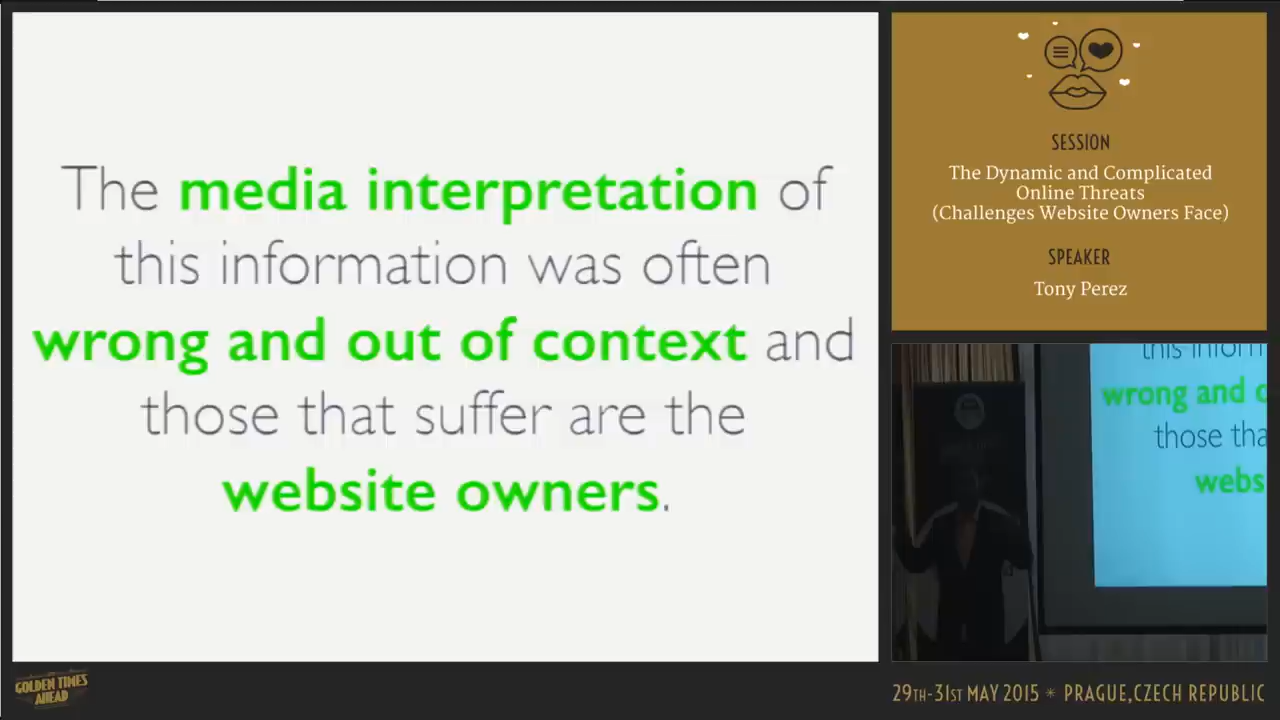 The media interpretation of
this information was often
wrong and out of context and
those that suffer are the
website owners.
SESSION
The Dynamic and Complicated
Online Threats
(Challenges Website Owners Face)
SPEAKER
Tony Perez
this inform
wrong and
those tha
webs
GOLDEN TIMES
AHEAD
29TH-31ST MAY 2015 * PRAGUE,CZECH REPUBLIC